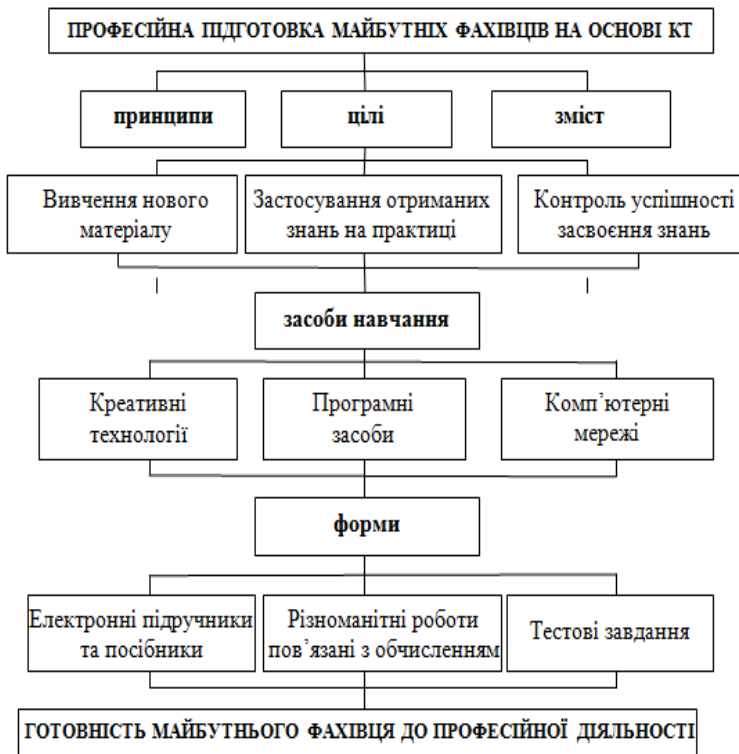 ПРОФЕСІЙНА ПІДГОТОВКА МАЙБУТНІХ ФАХІВЦІВ НА ОСНОВІ КТ
принципи
цілі
зміст
Вивчення нового
матеріалу
Застосування отриманих
знань на практиці
Контроль успішності
засвоєння знань
засоби навчання
Креативні
технології
Програмні
засоби
Комп’ютерні
мережі
форми
Електронні підручники
та посібники
Різноманітні роботи
пов’язані з обчисленням
Тестові завдання
ГОТОВНІСТЬ МАЙБУТНЬОГО ФАХІВЦЯ ДО ПРОФЕСІЙНОЇ ДІЯЛЬНОСТІ